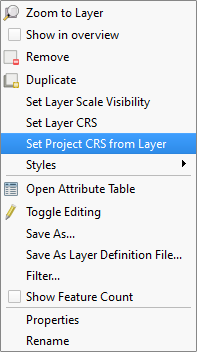 Zoom to Layer
Show in overview
Remove
Duplicate
Set Layer Scale Visibility
Set Layer CRS
Set Project CRS from Layer
Styles
Open Attribute Table
Toggle Editing
Save As...
Save As Layer Definition File...
Filter...
Show Feature Count
Properties
Rename